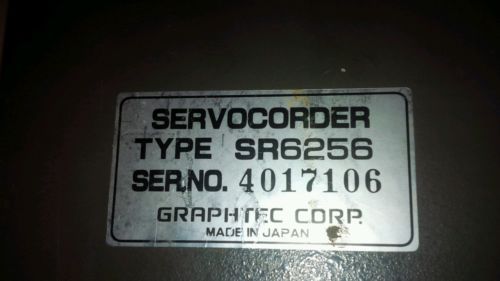 SERVOCORDER
TYPE SR6256
SER.NO. 4017106
GRAPHTEC CORP.
MADE IN JAPAN